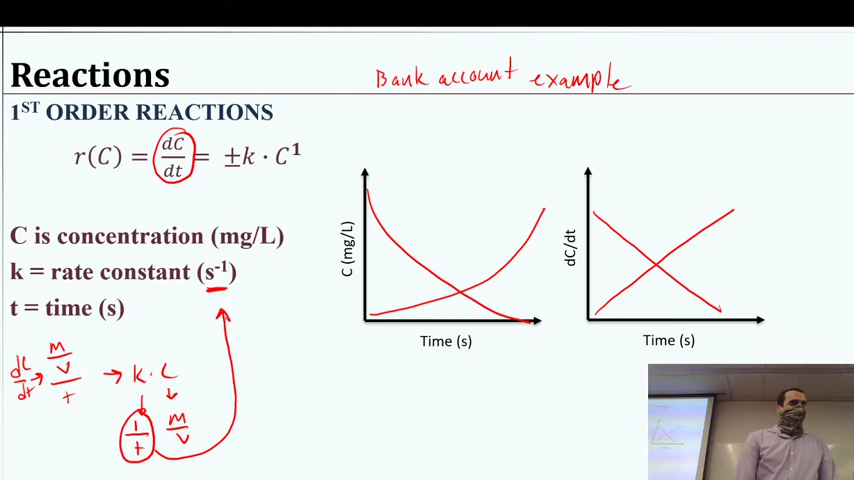 Reactions
Bank account example
1ST ORDER REACTIONS
r(C) = dC/dt = ±k · C¹
C is concentration (mg/L)
k = rate constant (s⁻¹)
t = time (s)
C (mg/L)
Time (s)
dC/dt
Time (s)
dC/dt → m/v/t → k · C
1/t m/v